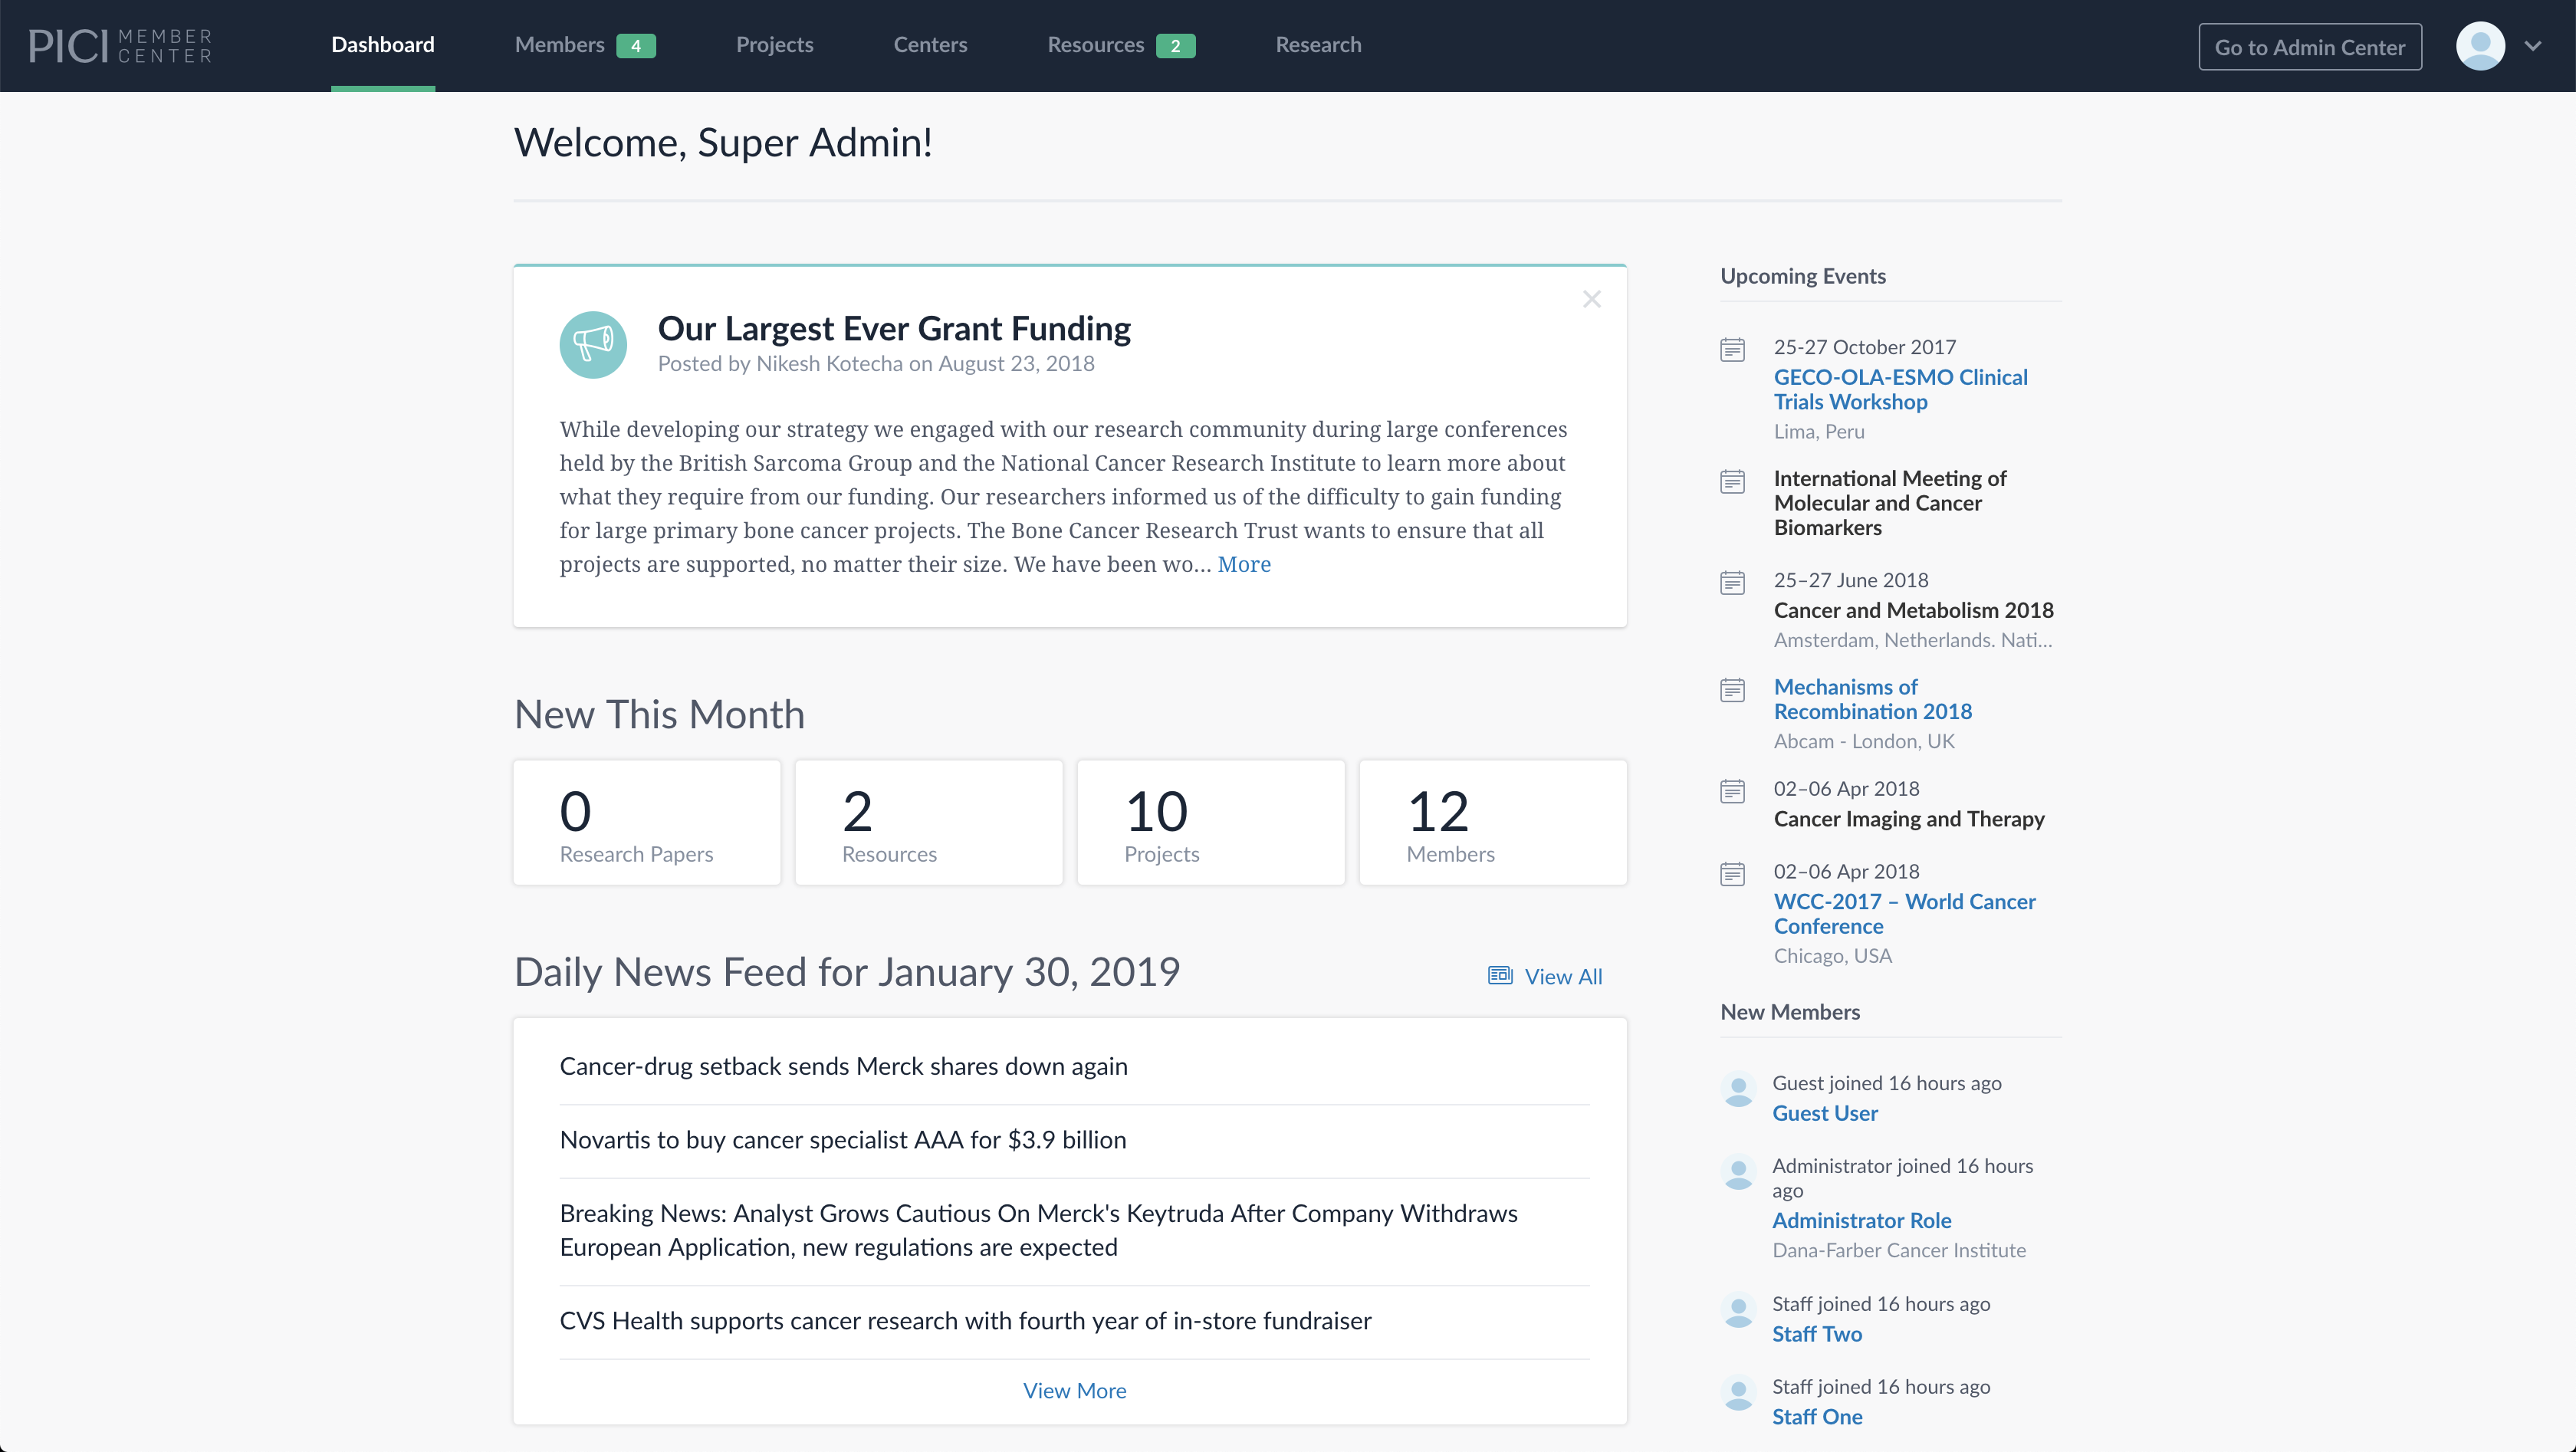 PICI MEMBER CENTER
Dashboard
Members 4
Projects
Centers
Resources 2
Research
Go to Admin Center
Welcome, Super Admin!
Our Largest Ever Grant Funding
Posted by Nikesh Kotecha on August 23, 2018
While developing our strategy we engaged with our research community during large conferences
held by the British Sarcoma Group and the National Cancer Research Institute to learn more about
what they require from our funding. Our researchers informed us of the difficulty to gain funding
for large primary bone cancer projects. The Bone Cancer Research Trust wants to ensure that all
projects are supported, no matter their size. We have been wo... More
New This Month
0
Research Papers
2
Resources
10
Projects
12
Members
Daily News Feed for January 30, 2019
View All
Cancer-drug setback sends Merck shares down again
Novartis to buy cancer specialist AAA for $3.9 billion
Breaking News: Analyst Grows Cautious On Merck's Keytruda After Company Withdraws
European Application, new regulations are expected
CVS Health supports cancer research with fourth year of in-store fundraiser
View More
Upcoming Events
25-27 October 2017
GECO-OLA-ESMO Clinical
Trials Workshop
Lima, Peru
International Meeting of
Molecular and Cancer
Biomarkers
25–27 June 2018
Cancer and Metabolism 2018
Amsterdam, Netherlands. Nati...
Mechanisms of
Recombination 2018
Abcam - London, UK
02–06 Apr 2018
Cancer Imaging and Therapy
02–06 Apr 2018
WCC-2017 – World Cancer
Conference
Chicago, USA
New Members
Guest joined 16 hours ago
Guest User
Administrator joined 16 hours
ago
Administrator Role
Dana-Farber Cancer Institute
Staff joined 16 hours ago
Staff Two
Staff joined 16 hours ago
Staff One